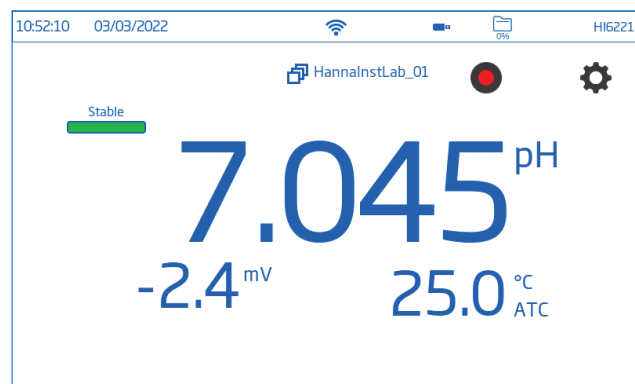 10:52:10 03/03/2022 0% HI6221
HannaInstLab_01
Stable
7.045 pH
-2.4 mV 25.0 °C
ATC